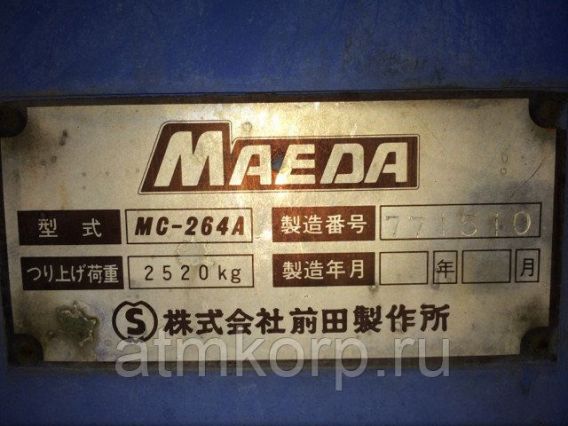 MAEDA
型式 MC-264A 製造番号 771510
つり上げ荷重 2520kg 製造年月 年 月
S 株式会社前田製作所
atmkorp.ru